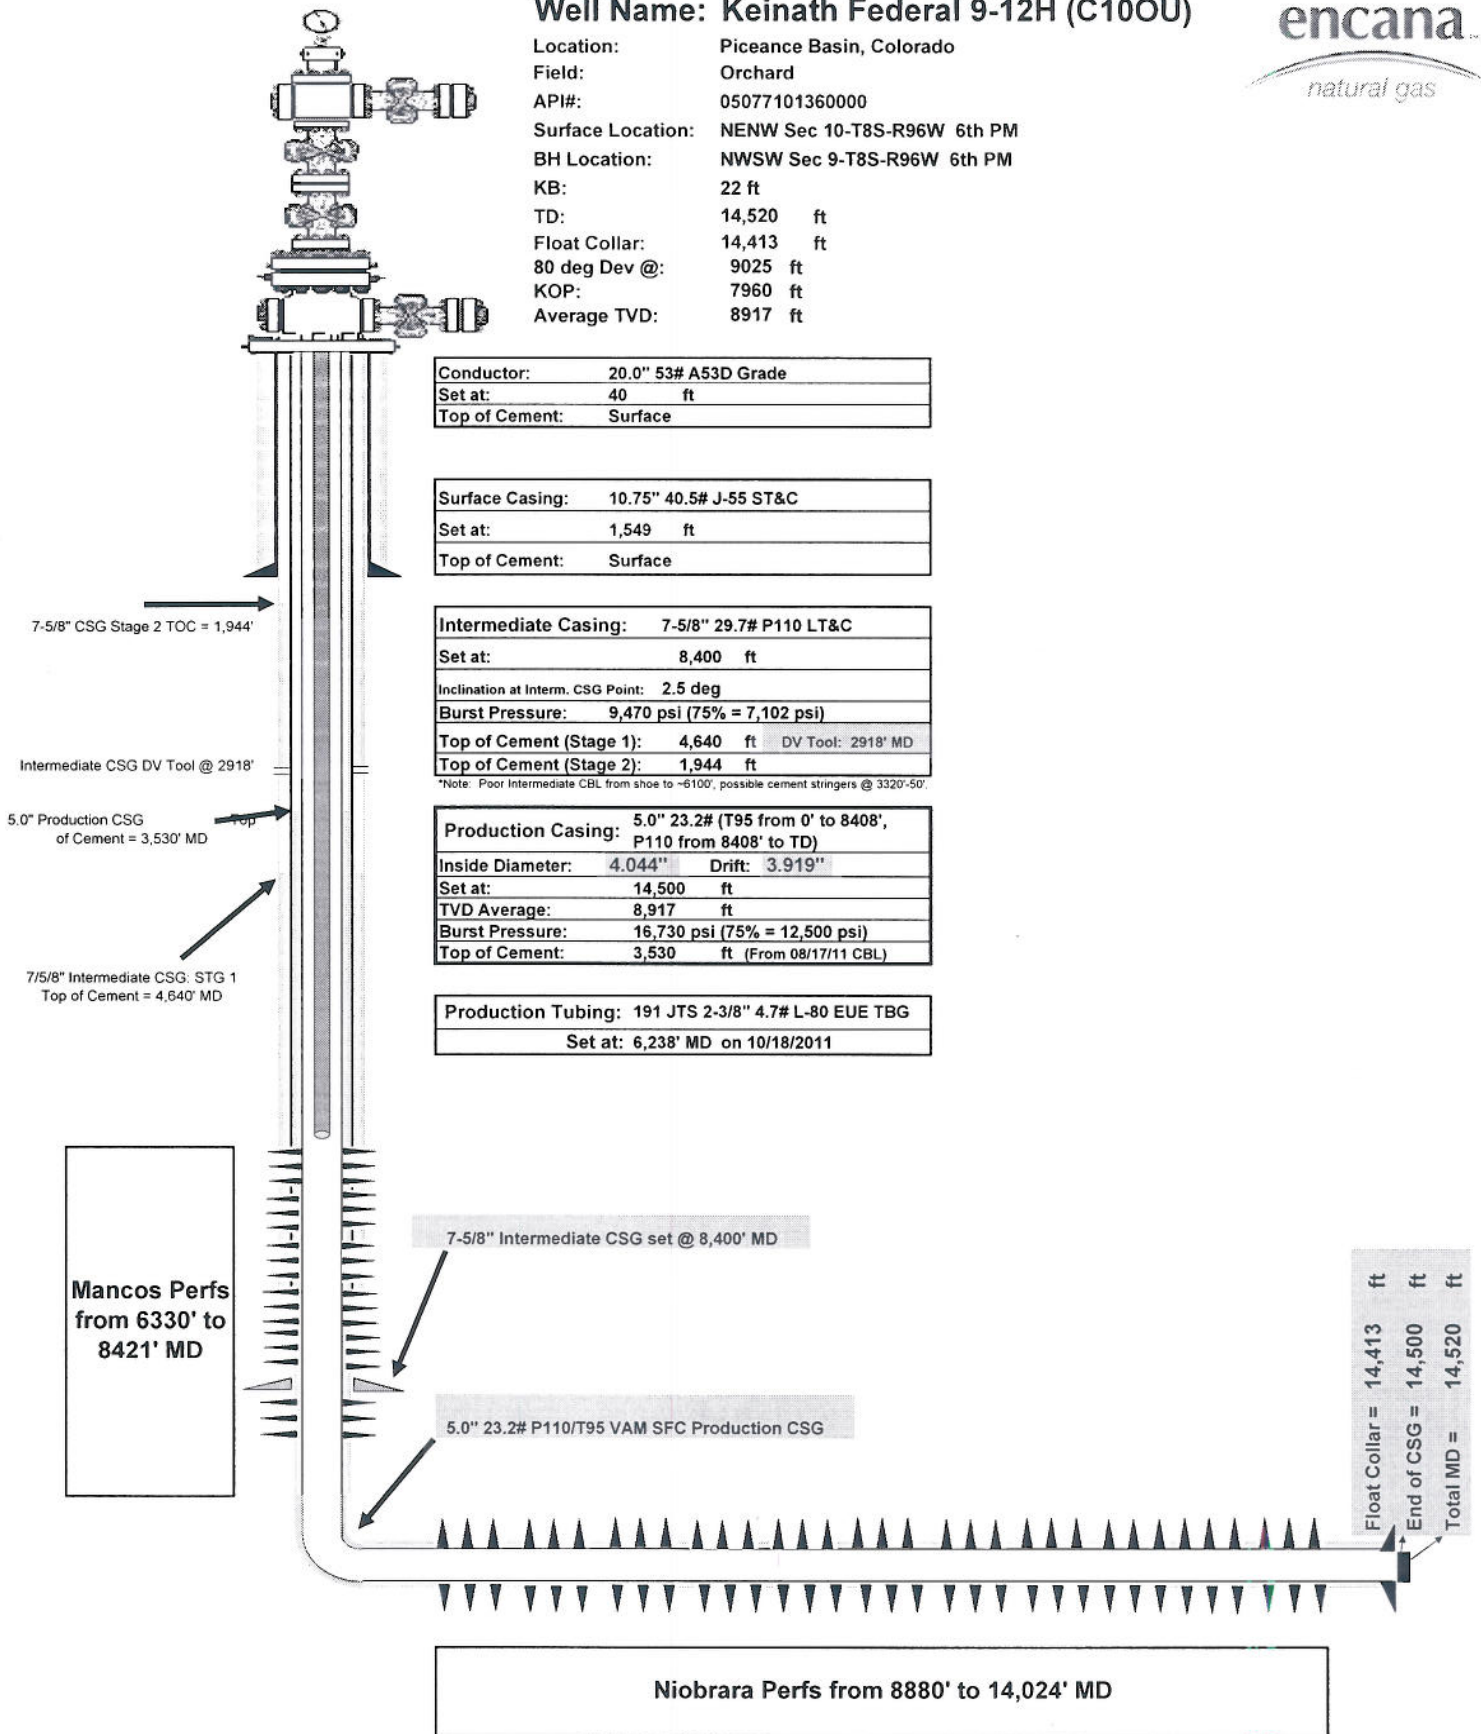 Well Name: Keinath Federal 9-12H (C10OU)
encana
natural gas
Location: Piceance Basin, Colorado
Field: Orchard
API#: 05077101360000
Surface Location: NENW Sec 10-T8S-R96W 6th PM
BH Location: NWSW Sec 9-T8S-R96W 6th PM
KB: 22 ft
TD: 14,520 ft
Float Collar: 14,413 ft
80 deg Dev @: 9025 ft
KOP: 7960 ft
Average TVD: 8917 ft
Conductor: 20.0" 53# A53D Grade
Set at: 40 ft
Top of Cement: Surface
Surface Casing: 10.75" 40.5# J-55 ST&C
Set at: 1,549 ft
Top of Cement: Surface
7-5/8" CSG Stage 2 TOC = 1,944'
Intermediate Casing: 7-5/8" 29.7# P110 LT&C
Set at: 8,400 ft
Inclination at Interm. CSG Point: 2.5 deg
Burst Pressure: 9,470 psi (75% = 7,102 psi)
Top of Cement (Stage 1): 4,640 ft DV Tool: 2918' MD
Top of Cement (Stage 2): 1,944 ft
*Note: Poor Intermediate CBL from shoe to ~6100', possible cement stringers @ 3320'-50'.
Intermediate CSG DV Tool @ 2918'
5.0" Production CSG Top
of Cement = 3,530' MD
Production Casing: 5.0" 23.2# (T95 from 0' to 8408',
P110 from 8408' to TD)
Inside Diameter: 4.044" Drift: 3.919"
Set at: 14,500 ft
TVD Average: 8,917 ft
Burst Pressure: 16,730 psi (75% = 12,500 psi)
Top of Cement: 3,530 ft (From 08/17/11 CBL)
7/5/8" Intermediate CSG: STG 1
Top of Cement = 4,640' MD
Production Tubing: 191 JTS 2-3/8" 4.7# L-80 EUE TBG
Set at: 6,238' MD on 10/18/2011
Mancos Perfs
from 6330' to
8421' MD
7-5/8" Intermediate CSG set @ 8,400' MD
5.0" 23.2# P110/T95 VAM SFC Production CSG
Float Collar = 14,413 ft
End of CSG = 14,500 ft
Total MD = 14,520 ft
Niobrara Perfs from 8880' to 14,024' MD